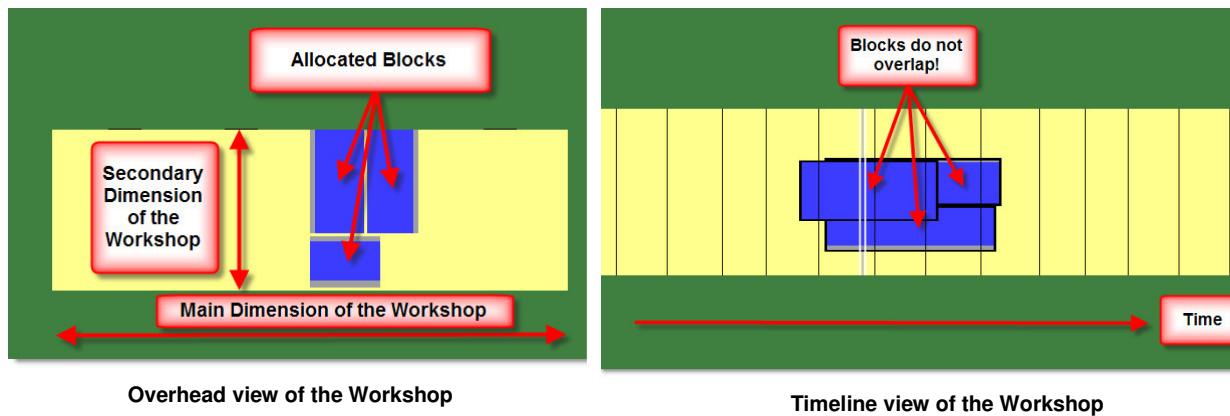 Allocated Blocks
Secondary
Dimension
of the
Workshop
Main Dimension of the Workshop
Overhead view of the Workshop
Blocks do not
overlap!
Time
Timeline view of the Workshop